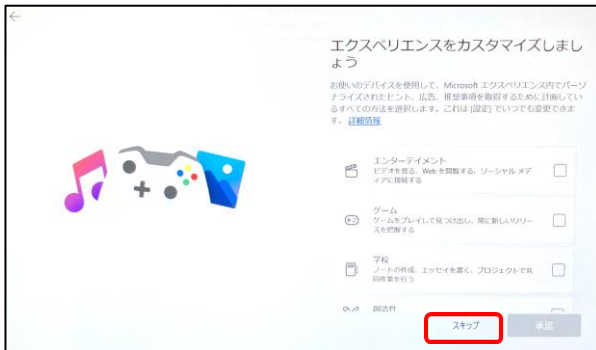 エクスペリエンスをカスタマイズしまし
ょう
お使いのデバイスを使用して、Microsoft エクスペリエンス内でパーソ
ナライズされたヒント、広告、推奨事項を取得するために計画してい
るすべての方法を選択します。これは [設定] でいつでも変更できま
す。 詳細情報
エンターテイメント
ビデオを見る、Web を閲覧する、ソーシャル メデ
ィアに接続する
ゲーム
ゲームをプレイして見つけ出し、常に新しいリリー
スを把握する
学校
ノートの作成、エッセイを書く、プロジェクトで共
同作業を行う
創造性
スキップ
承諾